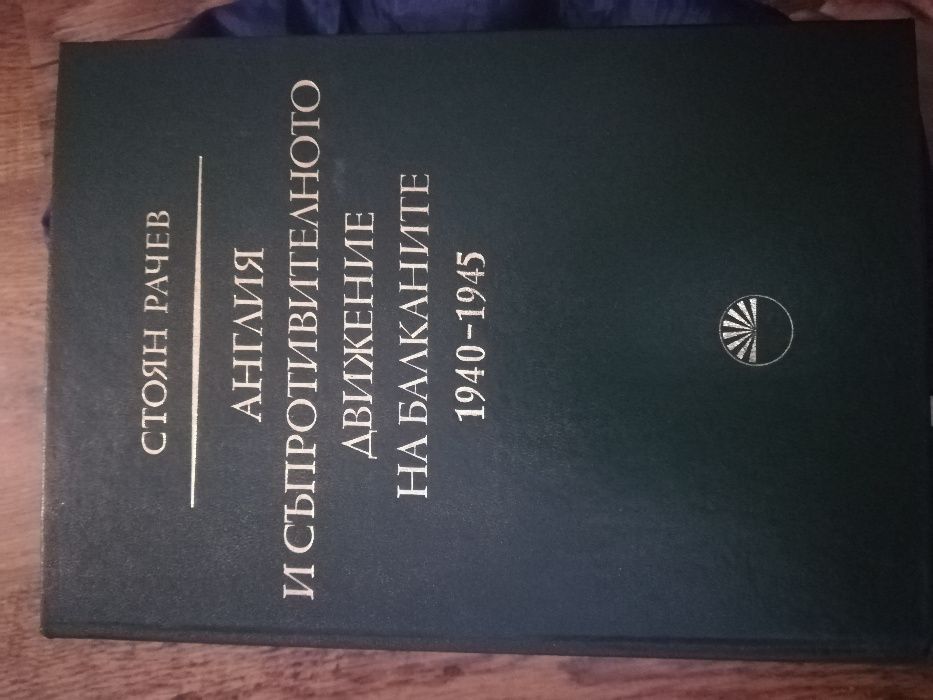 СТОЯН РАЧЕВ
АНГЛИЯ
И СЪПРОТИВИТЕЛНОТО
ДВИЖЕНИЕ
НА БАЛКАНИТЕ
1940–1945